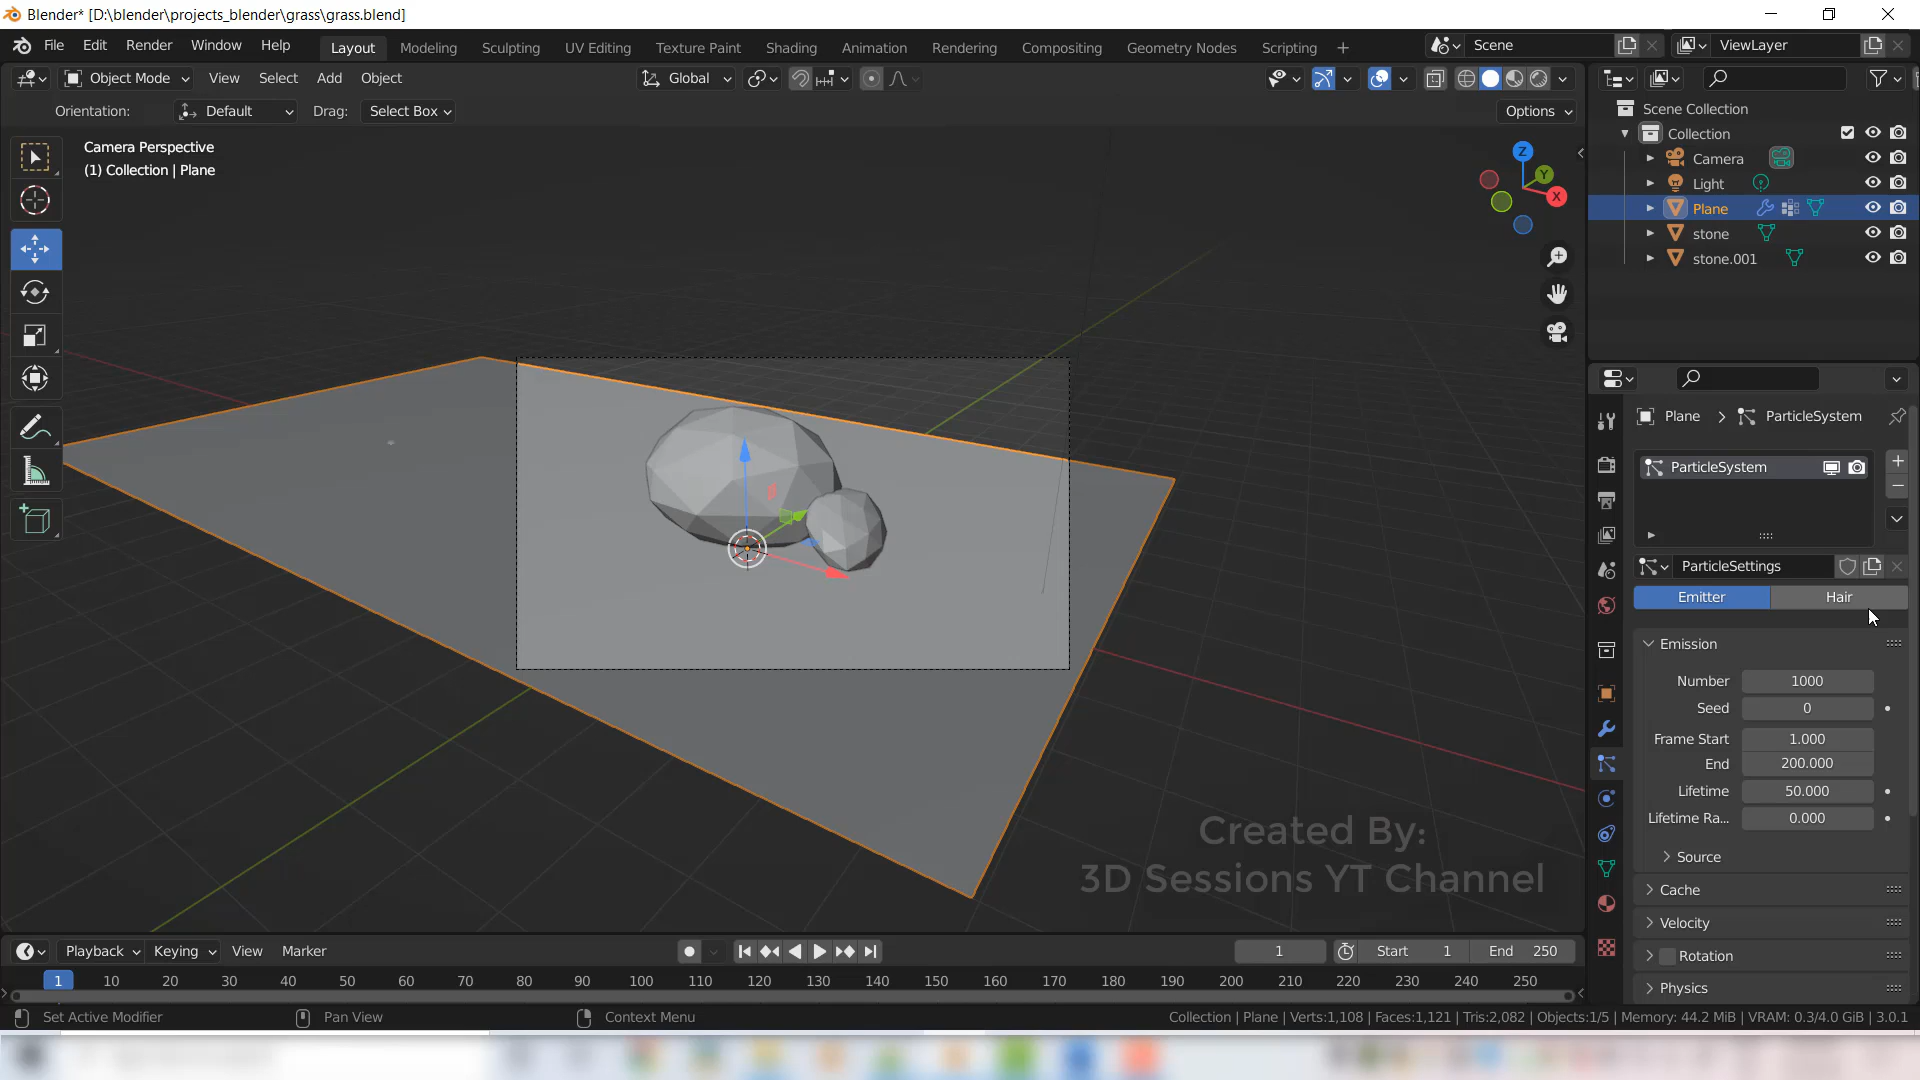 Blender* [D:\blender\projects_blender\grass\grass.blend]
File Edit Render Window Help Layout Modeling Sculpting UV Editing Texture Paint Shading Animation Rendering Compositing Geometry Nodes Scripting + Scene ViewLayer
Object Mode View Select Add Object Global
Orientation: Default Drag: Select Box Options
Camera Perspective
(1) Collection | Plane
Z
Y
X
Scene Collection
Collection
Camera
Light
Plane
stone
stone.001
Plane > ParticleSystem
ParticleSystem
ParticleSettings
Emitter Hair
Emission
Number 1000
Seed 0
Frame Start 1.000
End 200.000
Lifetime 50.000
Lifetime Ra... 0.000
Source
Cache
Velocity
Rotation
Physics
Created By:
3D Sessions YT Channel
Playback Keying View Marker 1 Start 1 End 250
1 10 20 30 40 50 60 70 80 90 100 110 120 130 140 150 160 170 180 190 200 210 220 230 240 250
Set Active Modifier Pan View Context Menu Collection | Plane | Verts:1,108 | Faces:1,121 | Tris:2,082 | Objects:1/5 | Memory: 44.2 MiB | VRAM: 0.3/4.0 GiB | 3.0.1